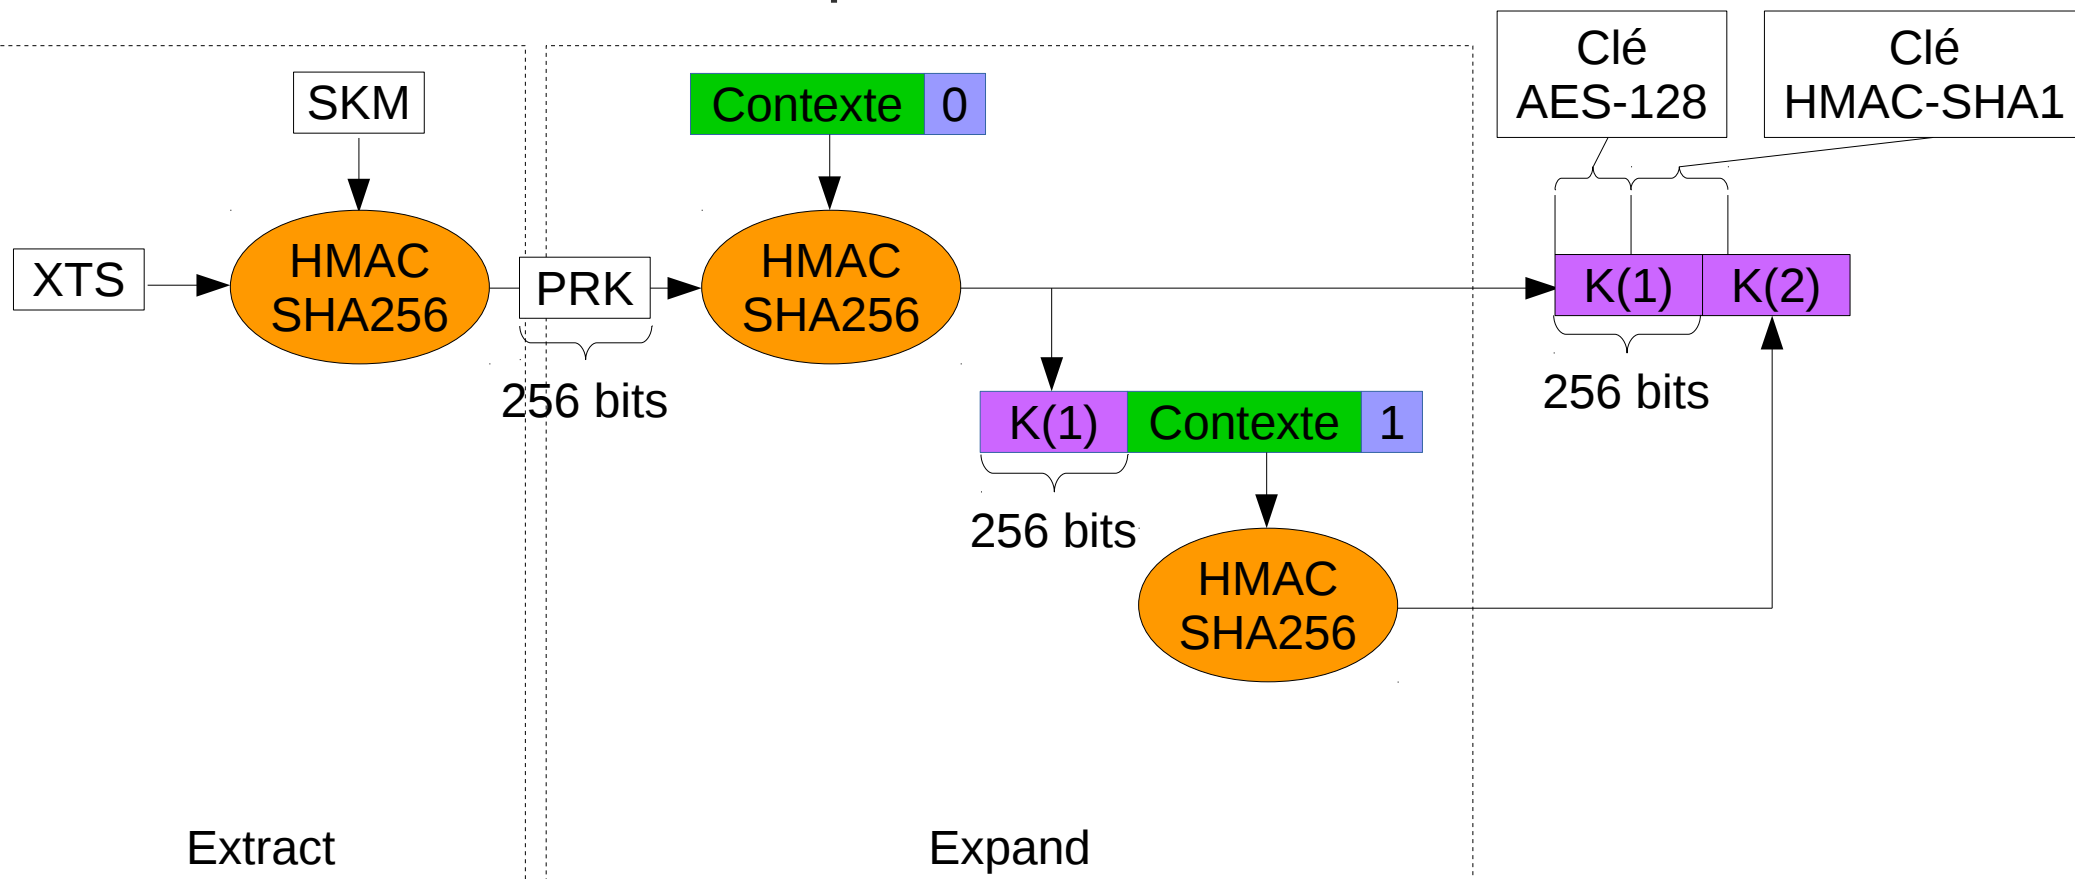 SKM
XTS
HMAC
SHA256
PRK
256 bits
Extract
Contexte 0
HMAC
SHA256
K(1) Contexte 1
256 bits
HMAC
SHA256
Expand
Clé
AES-128
Clé
HMAC-SHA1
K(1) K(2)
256 bits